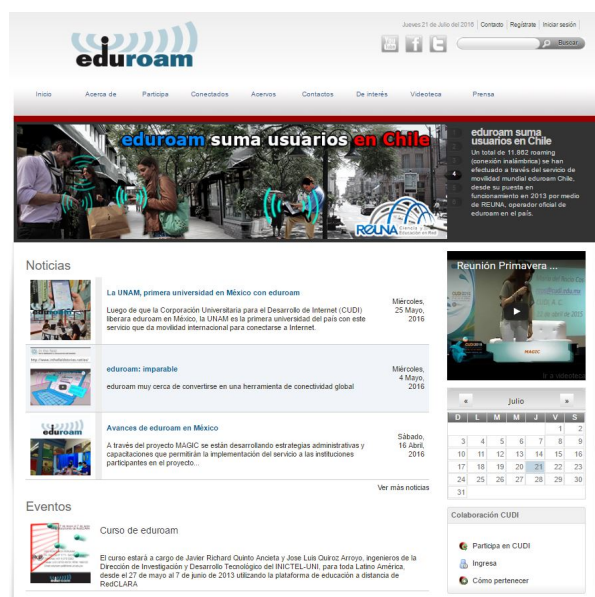 Jueves 21 de Julio del 2016 | Contacto | Regístrate | Iniciar sesión
eduroam
Buscar
Inicio
Acerca de
Participa
Conectados
Acervos
Contactos
De interés
Videoteca
Prensa
eduroam suma usuarios en Chile
REUNA Ciencia y Educación en Red
4
eduroam suma
usuarios en Chile
Un total de 11.862 roaming
(conexión inalámbrica) se han
efectuado a través del servicio de
movilidad mundial eduroam Chile,
desde su puesta en
funcionamiento en 2013 por medio
de REUNA, operador oficial de
eduroam en el país.
Noticias
La UNAM, primera universidad en México con eduroam
Luego de que la Corporación Universitaria para el Desarrollo de Internet (CUDI)
liberara eduroam en México, la UNAM es la primera universidad del país con este
servicio que da movilidad internacional para conectarse a Internet.
Miércoles,
25 Mayo,
2016
eduroam: imparable
eduroam muy cerca de convertirse en una herramienta de conectividad global
Miércoles,
4 Mayo,
2016
eduroam
Avances de eduroam en México
A través del proyecto MAGIC se están desarrollando estrategias administrativas y
capacitaciones que permitirán la implementación del servicio a las instituciones
participantes en el proyecto...
Sábado,
16 Abril,
2016
Ver más noticias
Eventos
Curso de eduroam
El curso estará a cargo de Javier Richard Quinto Ancieta y Jose Luis Quiroz Arroyo, ingenieros de la
Dirección de Investigación y Desarrollo Tecnológico del INICTEL-UNI, para toda Latino América,
desde el 27 de mayo al 7 de junio de 2013 utilizando la plataforma de educación a distancia de
RedCLARA
Reunión Primavera ...
MAGIC
Ir a videoteca
« Julio »
D L M M J V S
1 2
3 4 5 6 7 8 9
10 11 12 13 14 15 16
17 18 19 20 21 22 23
24 25 26 27 28 29 30
31
Colaboración CUDI
Participa en CUDI
Ingresa
Cómo pertenecer